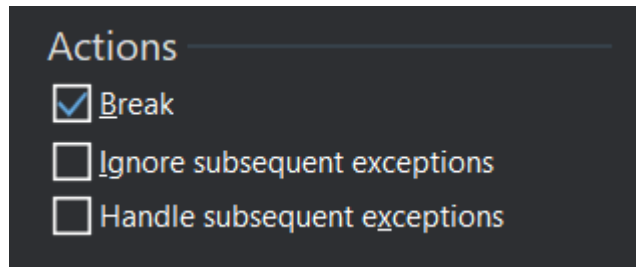 Actions
Break
Ignore subsequent exceptions
Handle subsequent exceptions